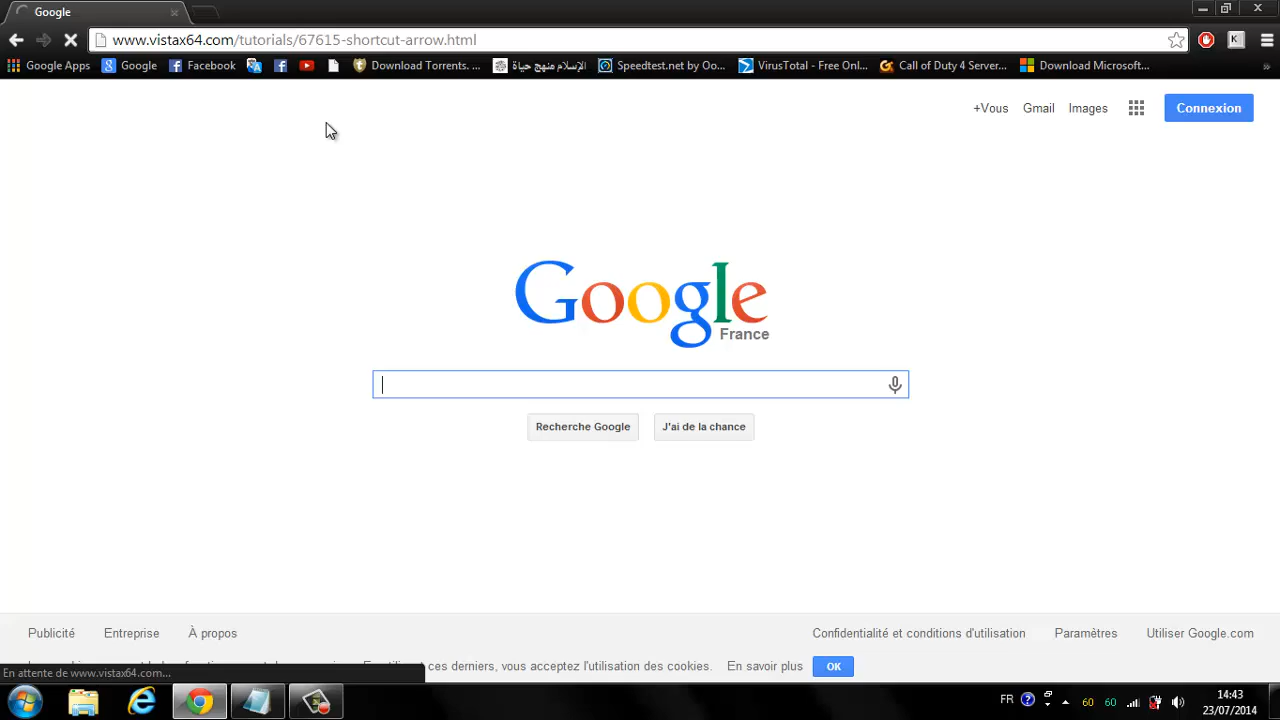 Google
www.vistax64.com/tutorials/67615-shortcut-arrow.html
Google Apps Google Facebook Download Torrents. ... الإسلام منهج حياة Speedtest.net by Oo... VirusTotal - Free Onl... Call of Duty 4 Server... Download Microsoft... »
+Vous Gmail Images Connexion
Google
France
Recherche Google J'ai de la chance
Publicité Entreprise À propos Confidentialité et conditions d'utilisation Paramètres Utiliser Google.com
ces derniers, vous acceptez l'utilisation des cookies. En savoir plus OK
En attente de www.vistax64.com...
FR 60 60 14:43
23/07/2014